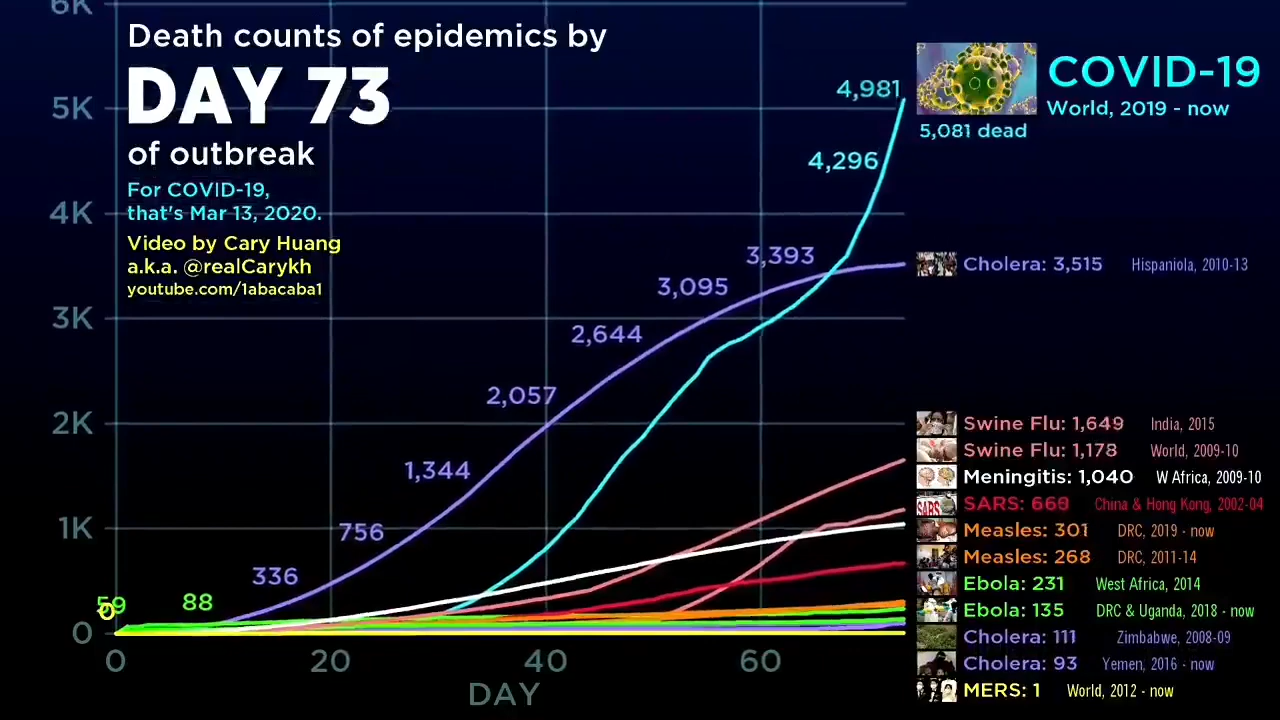 Death counts of epidemics by
DAY 73
of outbreak
For COVID-19,
that's Mar 13, 2020.
Video by Cary Huang
a.k.a. @realCarykh
youtube.com/1abacaba1
6K
5K
4K
3K
2K
1K
0
0
20
40
60
DAY
59
0
88
336
756
1,344
2,057
2,644
3,095
3,393
4,296
4,981
COVID-19
World, 2019 - now
5,081 dead
Cholera: 3,515 Hispaniola, 2010-13
Swine Flu: 1,649 India, 2015
Swine Flu: 1,178 World, 2009-10
Meningitis: 1,040 W Africa, 2009-10
SARS
SARS: 669 China & Hong Kong, 2002-04
Measles: 301 DRC, 2019 - now
Measles: 268 DRC, 2011-14
Ebola: 231 West Africa, 2014
Ebola: 135 DRC & Uganda, 2018 - now
Cholera: 111 Zimbabwe, 2008-09
Cholera: 93 Yemen, 2016 - now
MERS: 1 World, 2012 - now